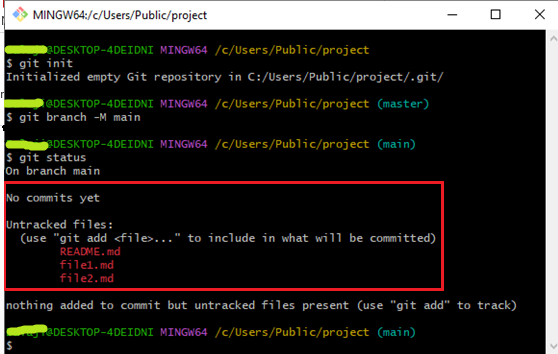 MINGW64:/c/Users/Public/project
@DESKTOP-4DEIDNI MINGW64 /c/Users/Public/project
$ git init
Initialized empty Git repository in C:/Users/Public/project/.git/
@DESKTOP-4DEIDNI MINGW64 /c/Users/Public/project (master)
$ git branch -M main
@DESKTOP-4DEIDNI MINGW64 /c/Users/Public/project (main)
$ git status
On branch main
No commits yet
Untracked files:
(use "git add <file>..." to include in what will be committed)
README.md
file1.md
file2.md
nothing added to commit but untracked files present (use "git add" to track)
@DESKTOP-4DEIDNI MINGW64 /c/Users/Public/project (main)
$